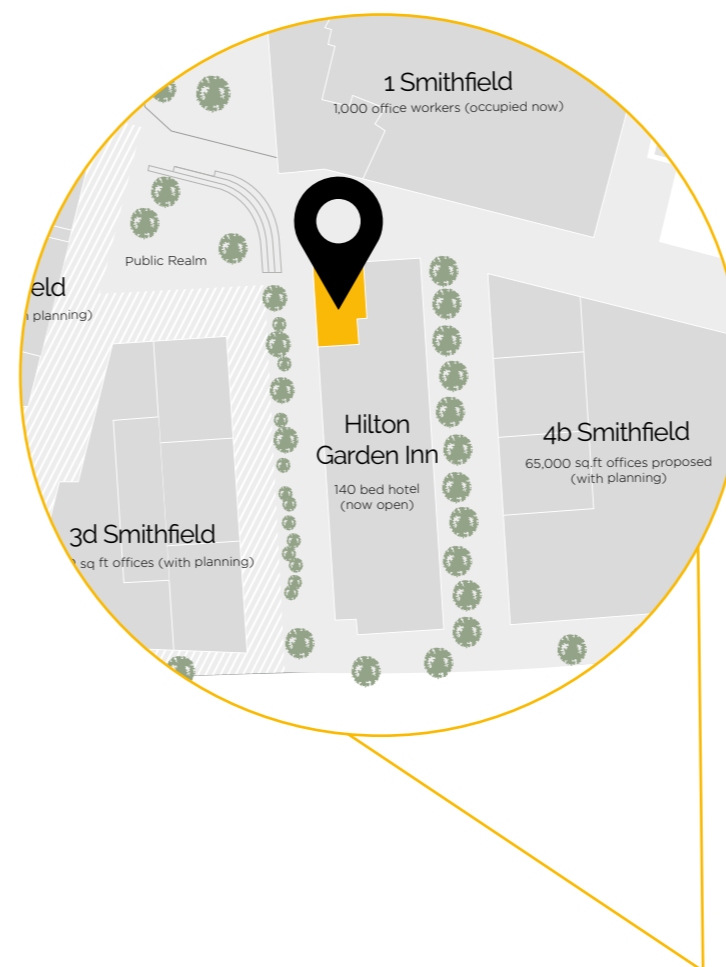 1 Smithfield
1,000 office workers (occupied now)
Public Realm
eld
planning)
Hilton
Garden Inn
140 bed hotel
(now open)
4b Smithfield
65,000 sq.ft offices proposed
(with planning)
3d Smithfield
sq ft offices (with planning)